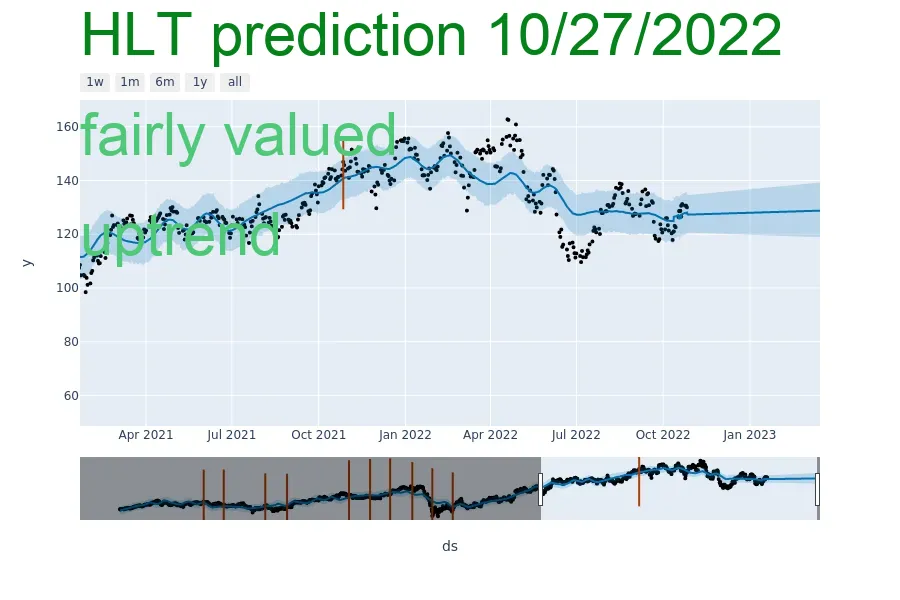 HLT prediction 10/27/2022
1w 1m 6m 1y all
fairly valued
uptrend
160
140
120
100
80
60
y
Apr 2021 Jul 2021 Oct 2021 Jan 2022 Apr 2022 Jul 2022 Oct 2022 Jan 2023
ds